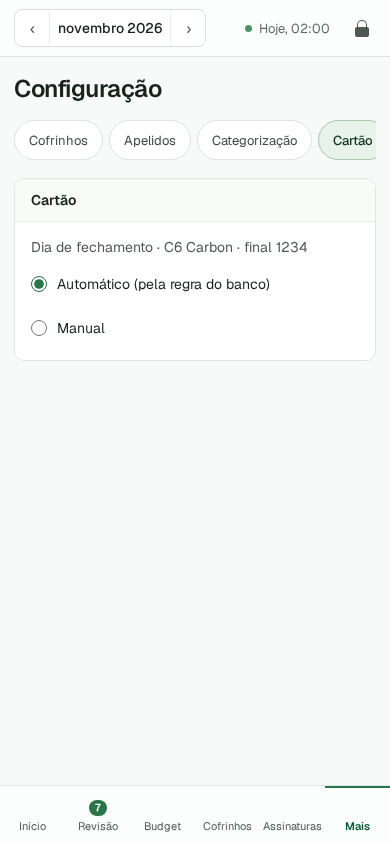 ‹ novembro 2026 › Hoje, 02:00
Configuração
Cofrinhos Apelidos Categorização Cartão
Cartão
Dia de fechamento · C6 Carbon · final 1234
Automático (pela regra do banco)
Manual
7
Início Revisão Budget Cofrinhos Assinaturas Mais